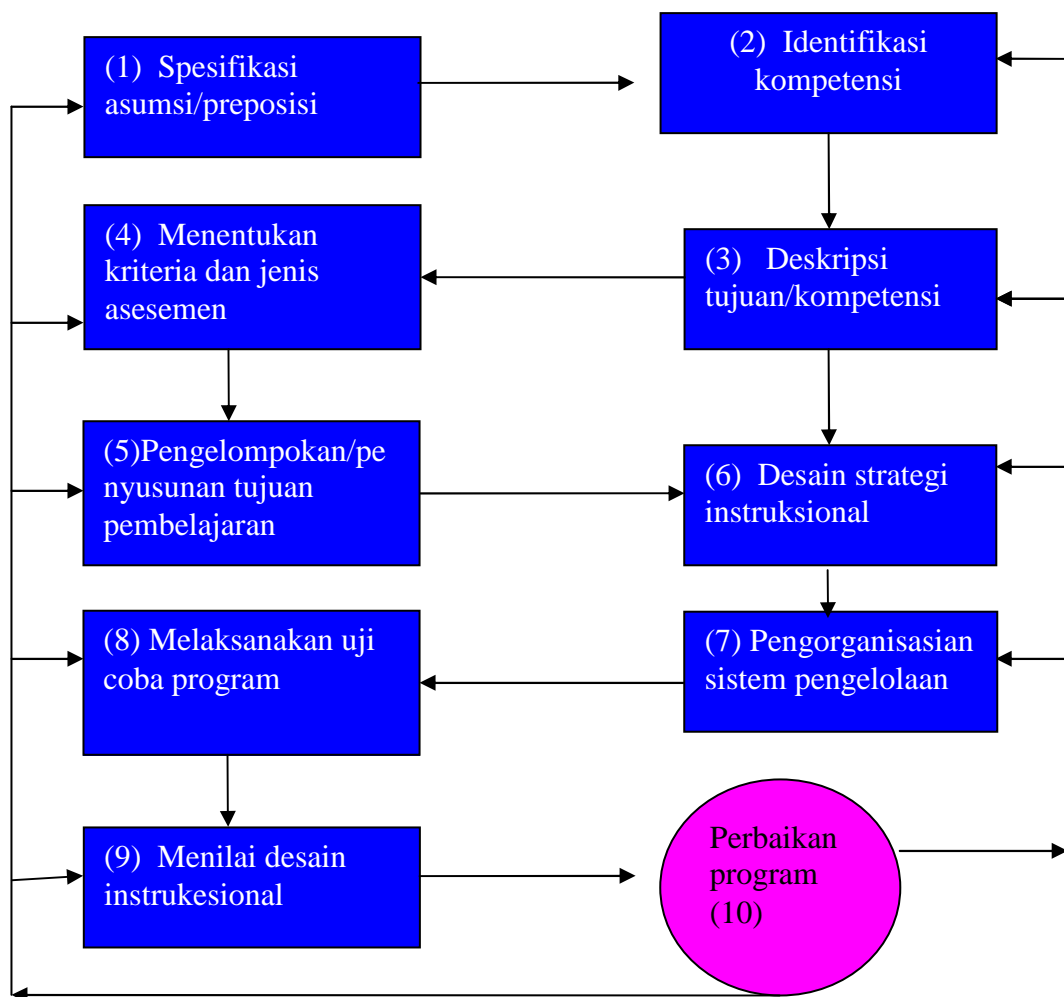 (1) Spesifikasi
asumsi/preposisi
(2) Identifikasi
kompetensi
(3) Deskripsi
tujuan/kompetensi
(4) Menentukan
kriteria dan jenis
asesemen
(5)Pengelompokan/pe
nyusunan tujuan
pembelajaran
(6) Desain strategi
instruksional
(7) Pengorganisasian
sistem pengelolaan
(8) Melaksanakan uji
coba program
(9) Menilai desain
instrukesional
Perbaikan
program
(10)